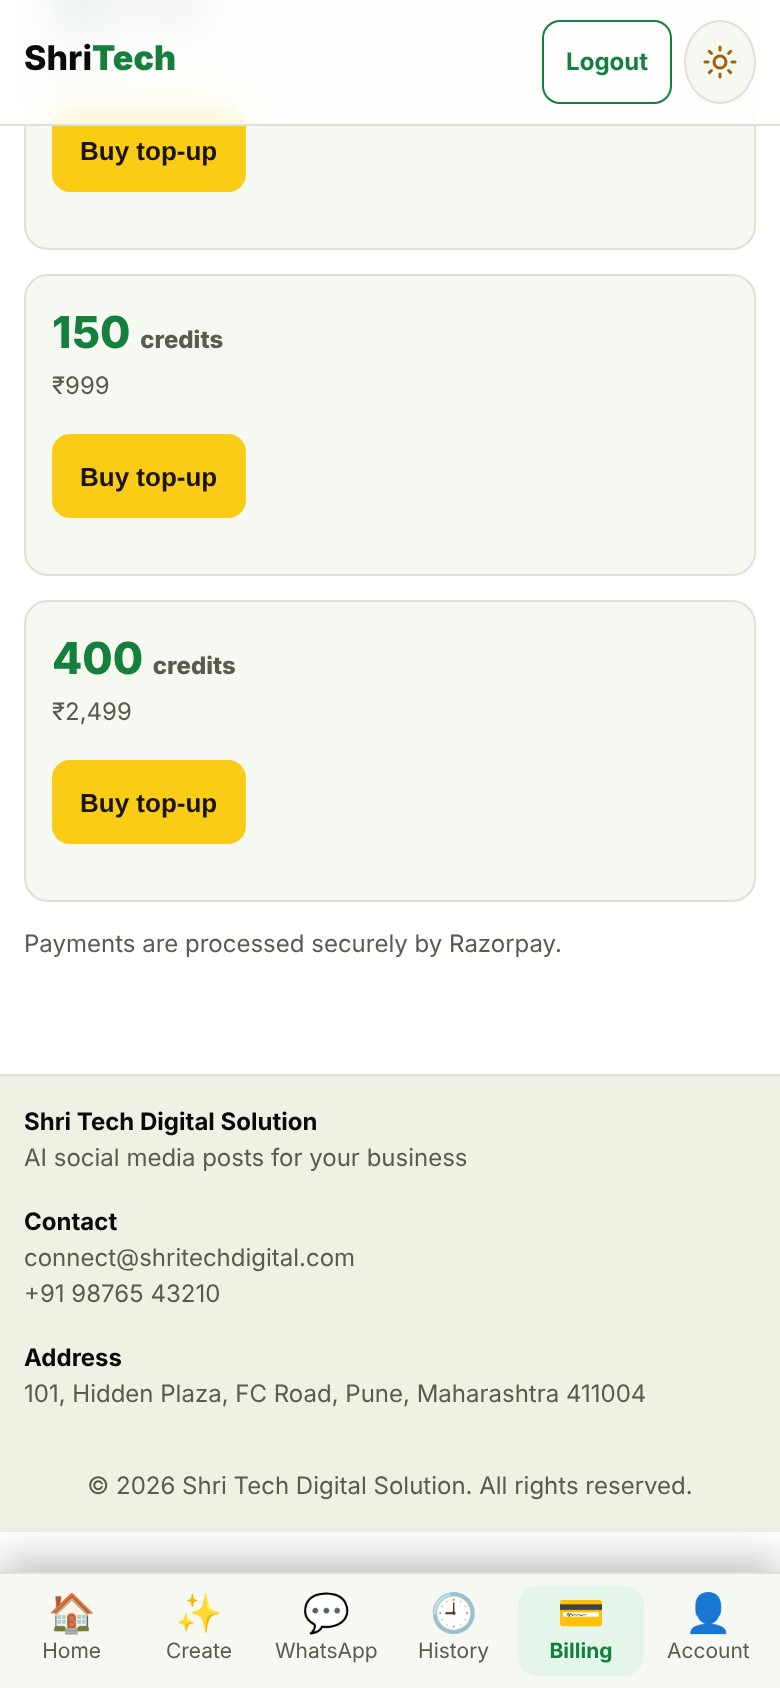 ShriTech
Logout
Buy top-up
150 credits
₹999
Buy top-up
400 credits
₹2,499
Buy top-up
Payments are processed securely by Razorpay.
Shri Tech Digital Solution
AI social media posts for your business
Contact
connect@shritechdigital.com
+91 98765 43210
Address
101, Hidden Plaza, FC Road, Pune, Maharashtra 411004
© 2026 Shri Tech Digital Solution. All rights reserved.
Home Create WhatsApp History Billing Account